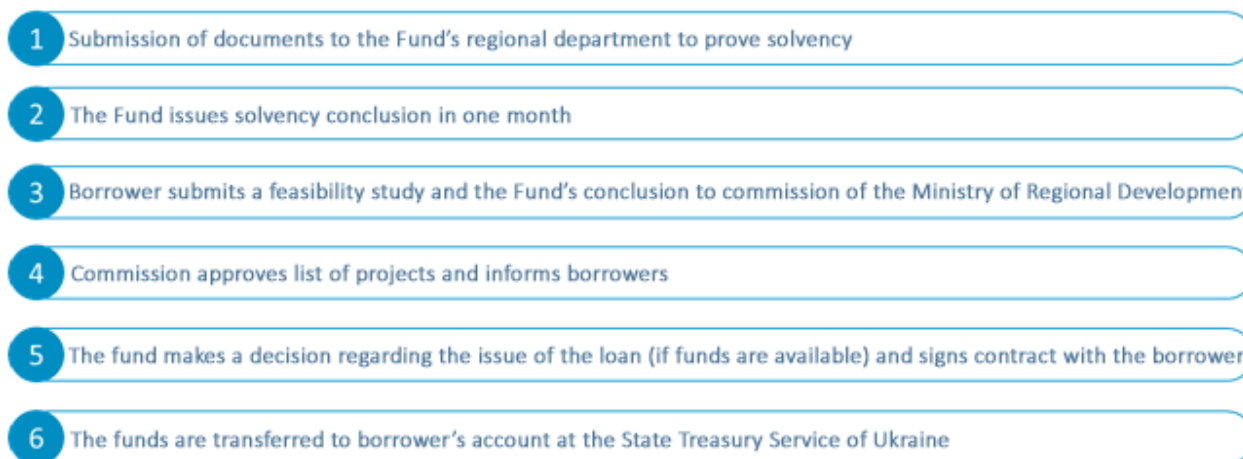 1 Submission of documents to the Fund's regional department to prove solvency
2 The Fund issues solvency conclusion in one month
3 Borrower submits a feasibility study and the Fund's conclusion to commission of the Ministry of Regional Developmen
4 Commission approves list of projects and informs borrowers
5 The fund makes a decision regarding the issue of the loan (if funds are available) and signs contract with the borrower
6 The funds are transferred to borrower's account at the State Treasury Service of Ukraine